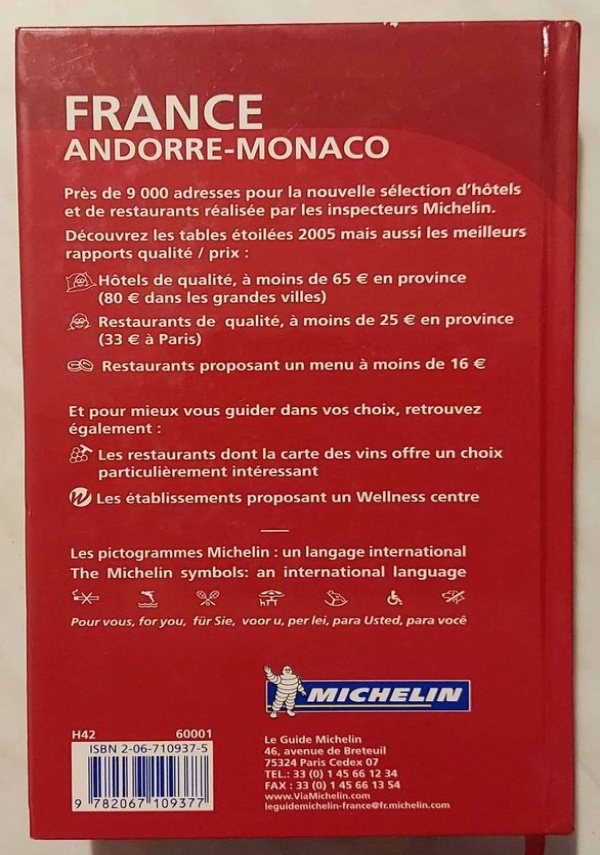 FRANCE
ANDORRE-MONACO
Près de 9 000 adresses pour la nouvelle sélection d'hôtels
et de restaurants réalisée par les inspecteurs Michelin.
Découvrez les tables étoilées 2005 mais aussi les meilleurs
rapports qualité / prix :
Hôtels de qualité, à moins de 65 € en province
(80 € dans les grandes villes)
Restaurants de qualité, à moins de 25 € en province
(33 € à Paris)
Restaurants proposant un menu à moins de 16 €
Et pour mieux vous guider dans vos choix, retrouvez
également :
Les restaurants dont la carte des vins offre un choix
particulièrement intéressant
Les établissements proposant un Wellness centre
Les pictogrammes Michelin : un langage international
The Michelin symbols: an international language
Pour vous, for you, für Sie, voor u, per lei, para Usted, para você
MICHELIN
H42 60001
ISBN 2-06-710937-5
9 782067 109377
Le Guide Michelin
46, avenue de Breteuil
75324 Paris Cedex 07
TEL.: 33 (0) 1 45 66 12 34
FAX : 33 (0) 1 45 66 13 54
www.ViaMichelin.com
leguidemichelin-france@fr.michelin.com